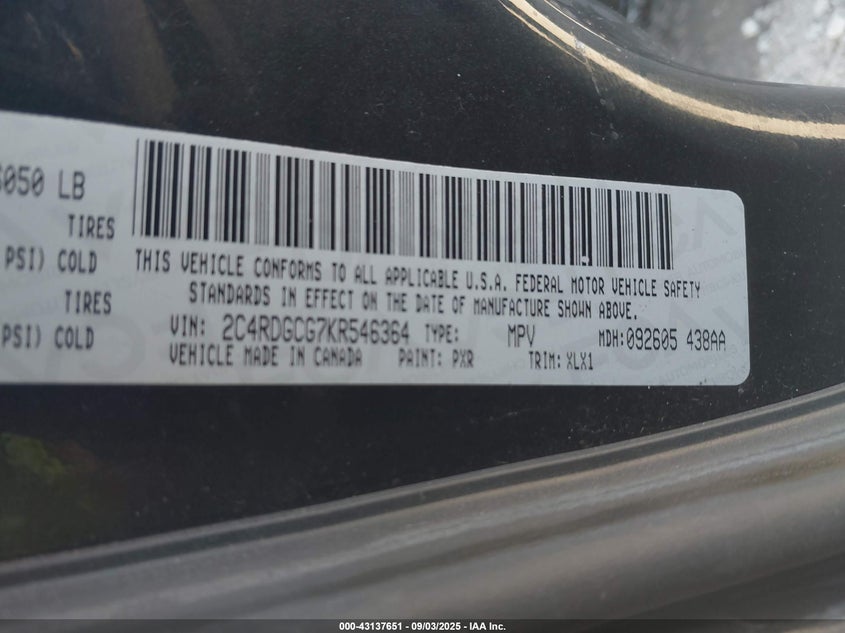 6050 LB
TIRES
PSI) COLD
TIRES
PSI) COLD
THIS VEHICLE CONFORMS TO ALL APPLICABLE U.S.A. FEDERAL MOTOR VEHICLE SAFETY
STANDARDS IN EFFECT ON THE DATE OF MANUFACTURE SHOWN ABOVE.
VIN: 2C4RDGCG7KR546364 TYPE: MPV MDH:092605 438AA
VEHICLE MADE IN CANADA PAINT: PXR TRIM: XLX1
000-43137651 - 09/03/2025 - IAA Inc.